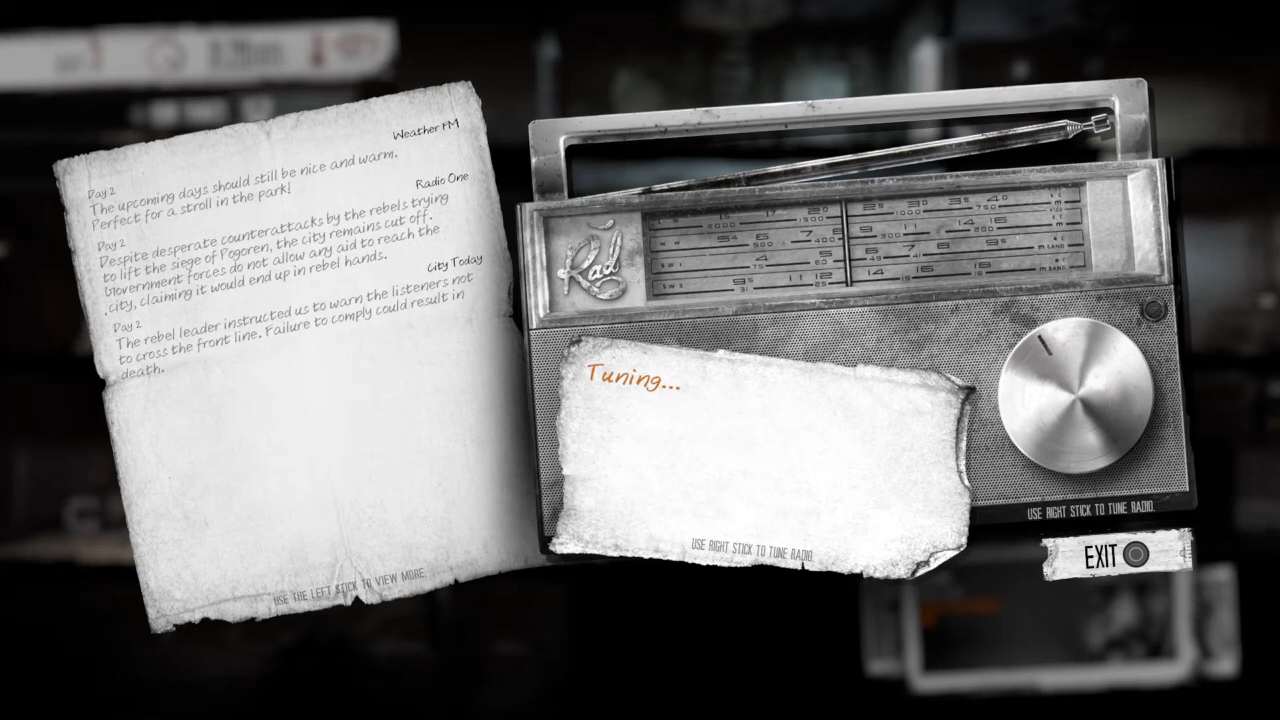 Weather FM
Day 2
The upcoming days should still be nice and warm.
Perfect for a stroll in the park!
Radio One
Day 2
Despite desperate counterattacks by the rebels trying
to lift the siege of Pogoren, the city remains cut off.
Government forces do not allow any aid to reach the
city, claiming it would end up in rebel hands.
City Today
Day 2
The rebel leader instructed us to warn the listeners not
to cross the front line. Failure to comply could result in
death.
USE THE LEFT STICK TO VIEW MORE.
Rad
Tuning...
USE RIGHT STICK TO TUNE RADIO.
USE RIGHT STICK TO TUNE RADIO.
EXIT